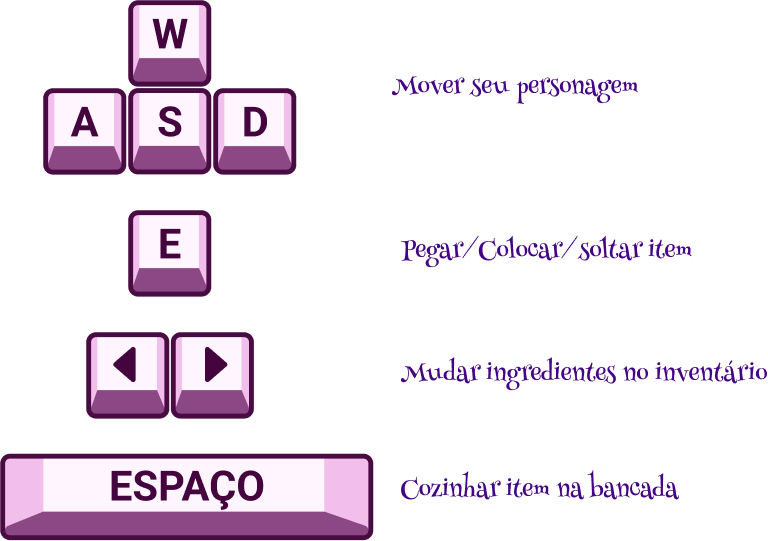 W
Mover seu personagem
A S D
E
Pegar/Colocar/soltar item
Mudar ingredientes no inventário
ESPAÇO
Cozinhar item na bancada